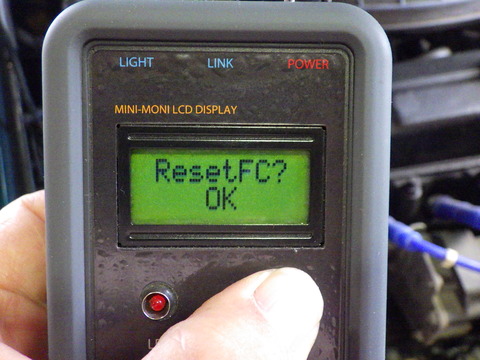 LIGHT LINK POWER
MINI-MONI LCD DISPLAY
ResetFC?
OK